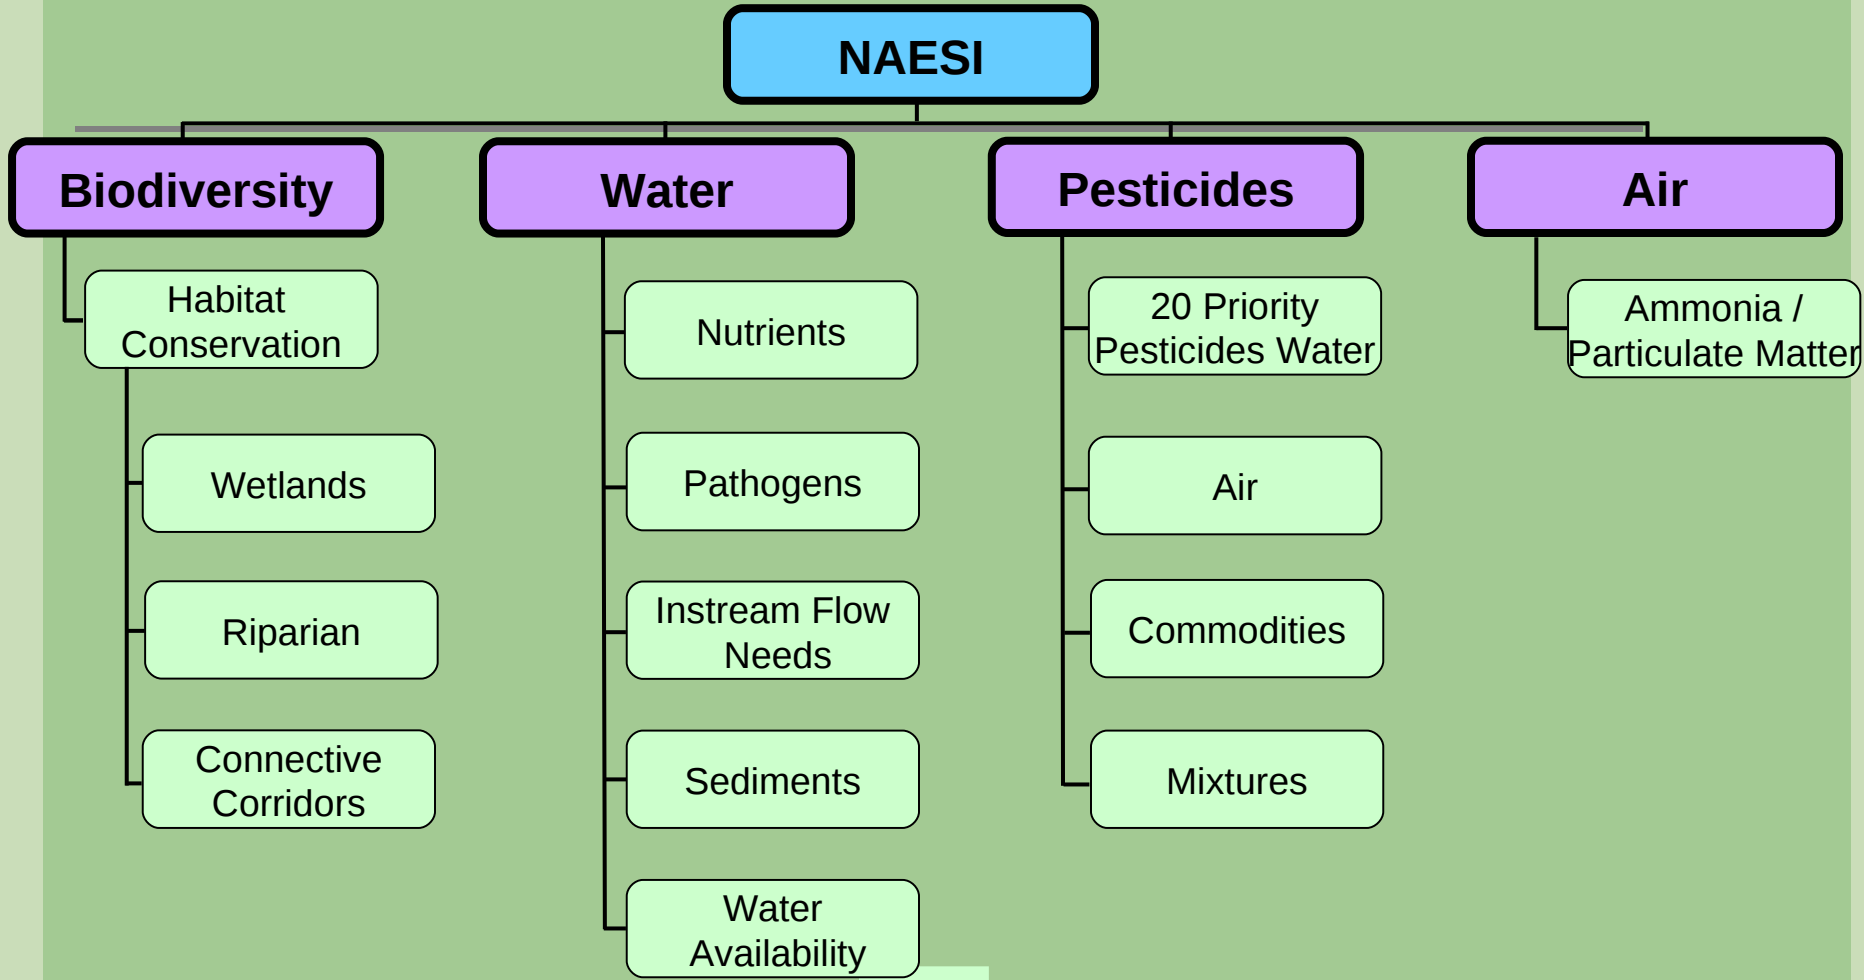 NAESI
Biodiversity
Water
Pesticides
Air
Habitat
Conservation
Wetlands
Riparian
Connective
Corridors
Nutrients
Pathogens
Instream Flow
Needs
Sediments
Water
Availability
20 Priority
Pesticides Water
Air
Commodities
Mixtures
Ammonia /
Particulate Matter